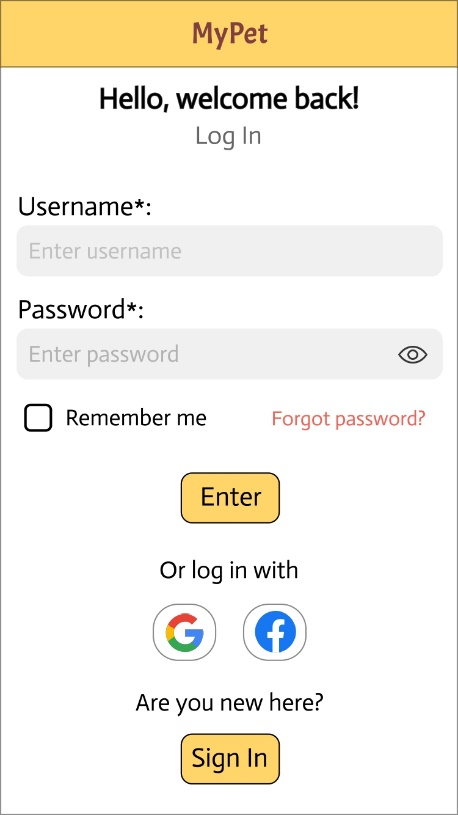 MyPet
Hello, welcome back!
Log In
Username*:
Enter username
Password*:
Enter password
Remember me Forgot password?
Enter
Or log in with
Are you new here?
Sign In